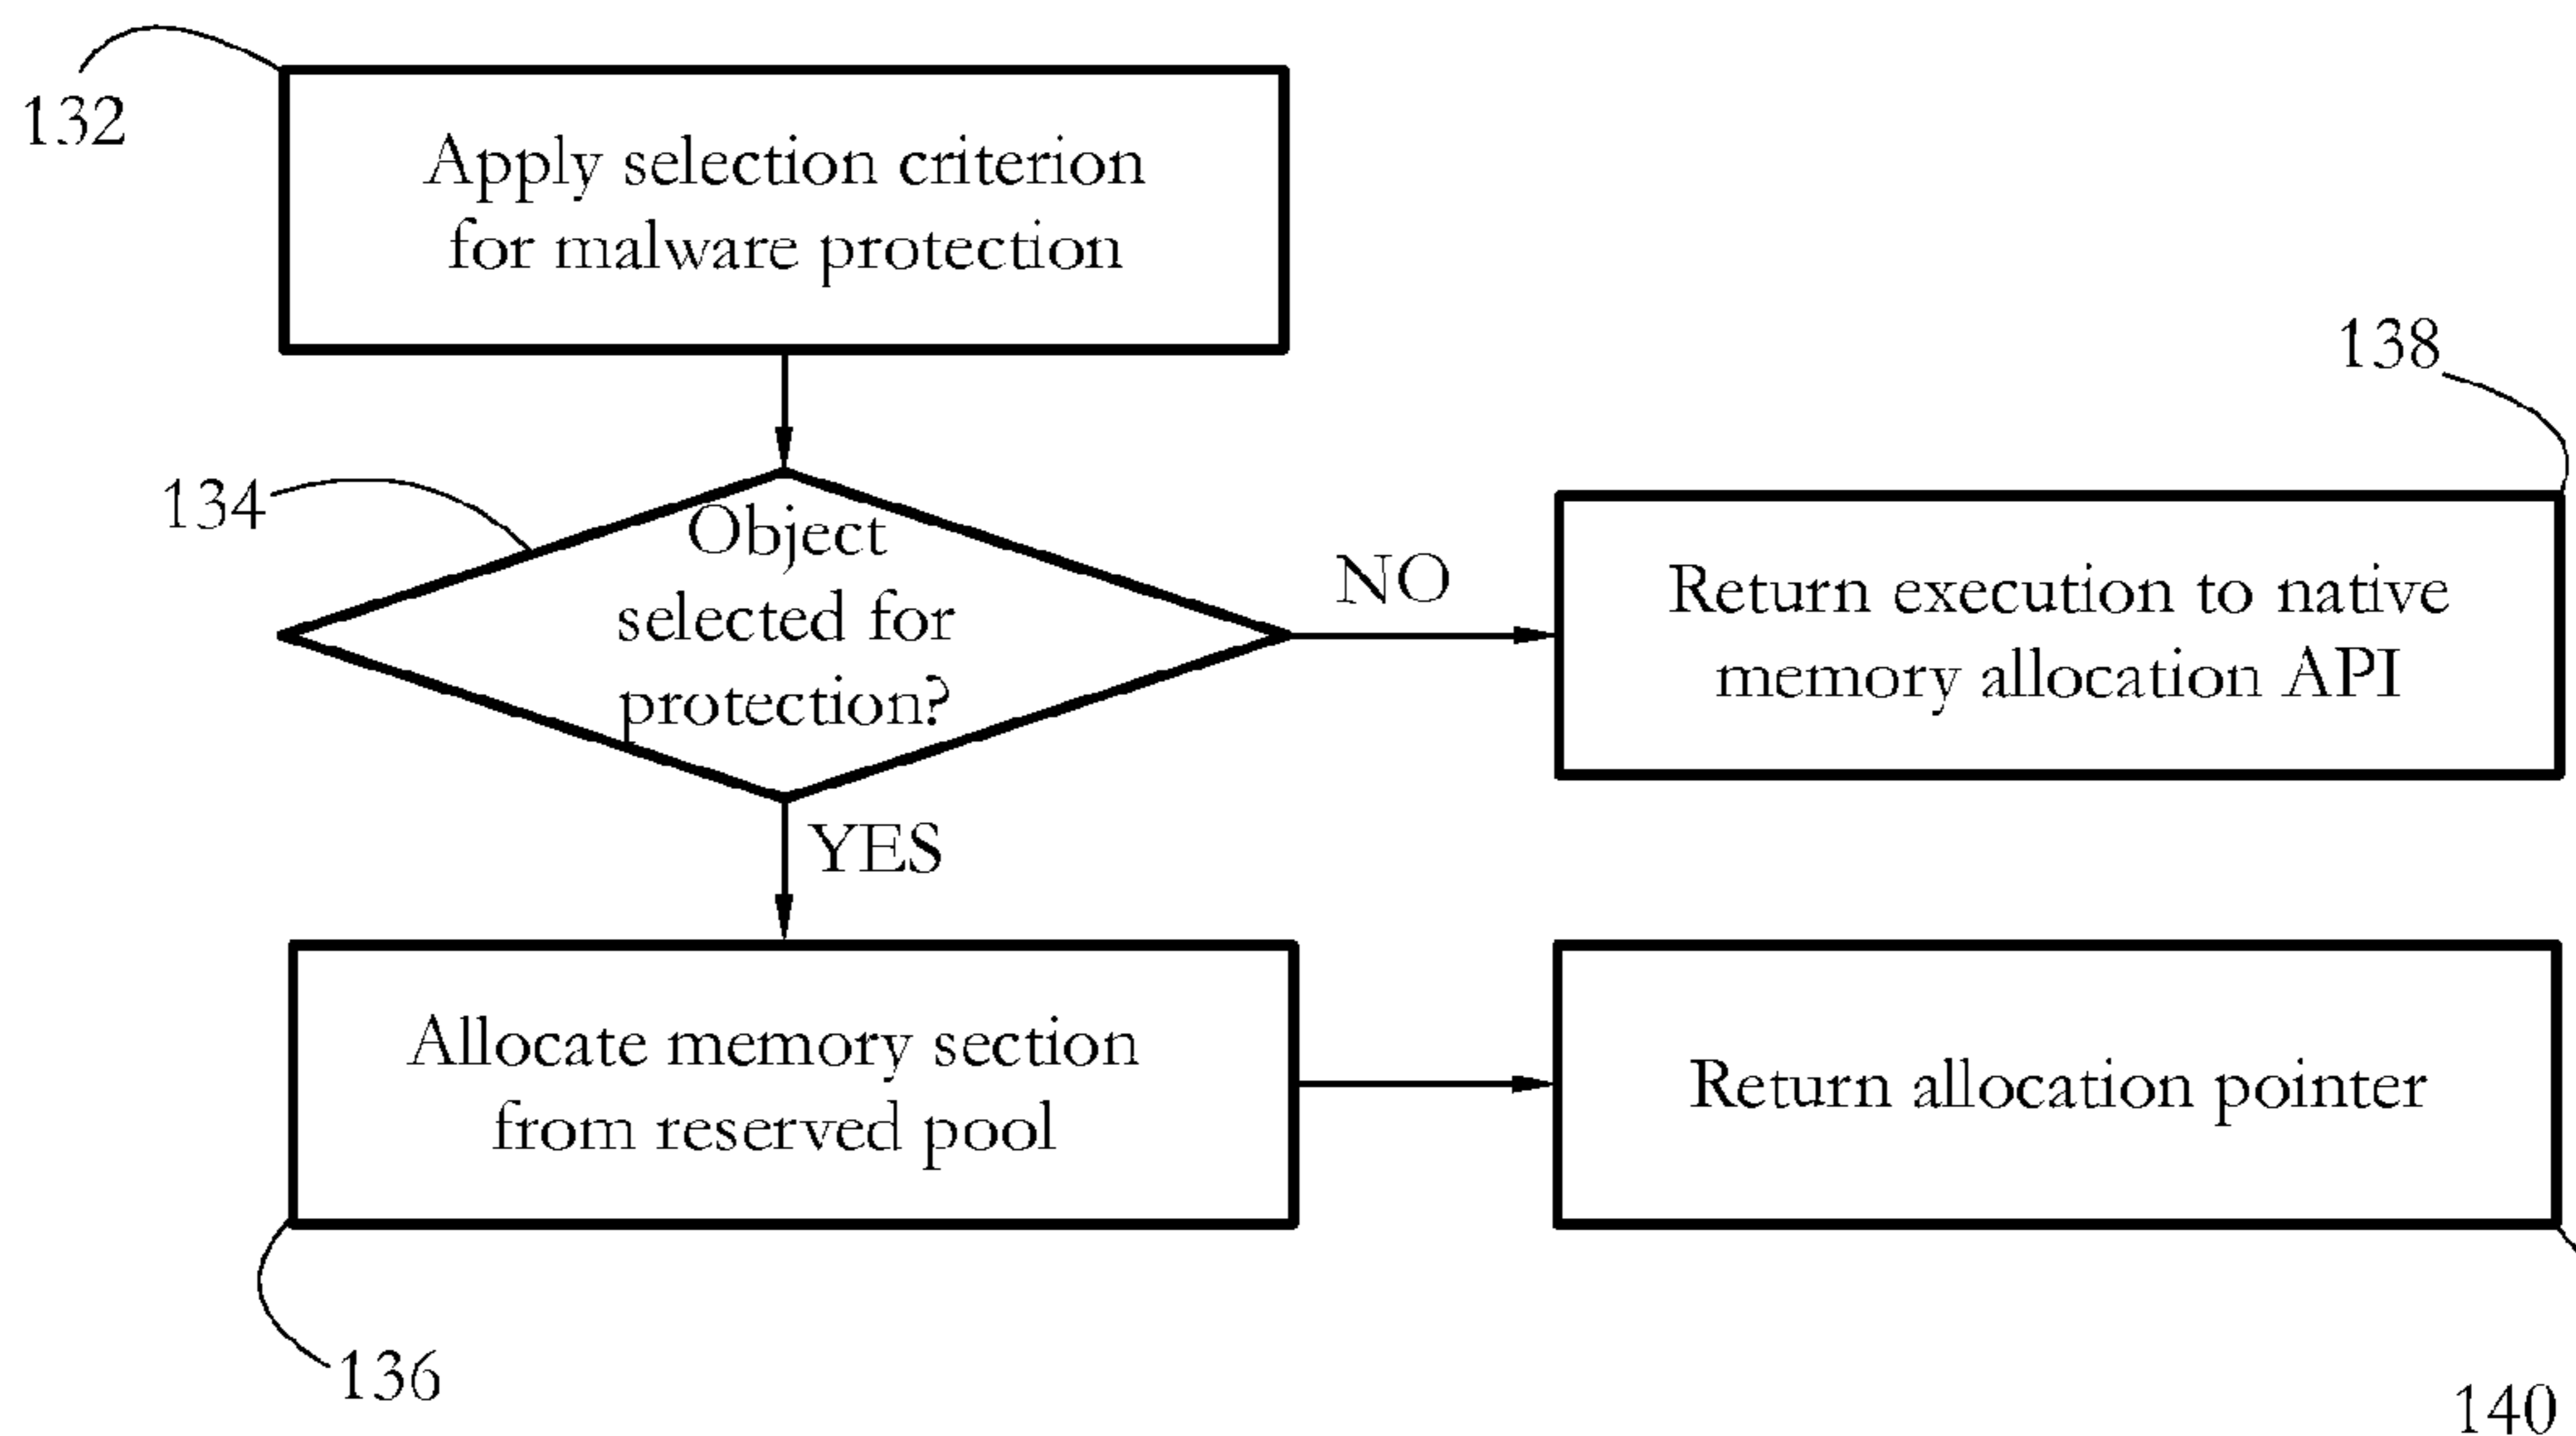 132
Apply selection criterion
for malware protection
138
134
Object
selected for
protection?
NO
Return execution to native
memory allocation API
YES
Allocate memory section
from reserved pool
Return allocation pointer
136
140